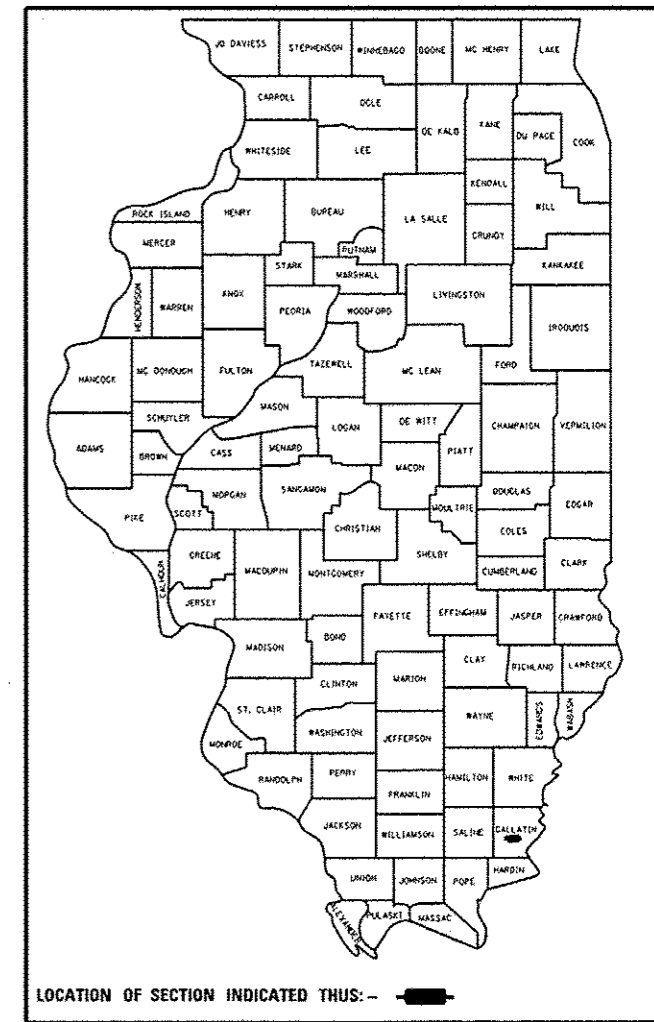 JO DAVIESS STEPHENSON WINNEBAGO BOONE MC HENRY LAKE
CARROLL OGLE DE KALB KANE DU PAGE COOK
WHITESIDE LEE
KENDALL
ROCK ISLAND HENRY BUREAU LA SALLE WILL
MERCER PUTNAM GRUNDY
STARK MARSHALL KANKAKEE
HENDERSON WARREN KNOX PEORIA WOODFORD LIVINGSTON
IROQUOIS
HANCOCK MC DONOUGH FULTON TAZEWELL MC LEAN FORD
SCHUYLER MASON
LOGAN DE WITT CHAMPAIGN VERMILION
ADAMS BROWN CASS MENARD PIATT
MACON
PIKE SCOTT MORGAN SANGAMON MOULTRIE DOUGLAS EDGAR
CHRISTIAN COLES
CALHOUN GREENE MACOUPIN MONTGOMERY SHELBY CUMBERLAND CLARK
JERSEY FAYETTE EFFINGHAM JASPER CRAWFORD
MADISON BOND
CLAY RICHLAND LAWRENCE
CLINTON MARION
ST. CLAIR WAYNE EDWARDS WABASH
WASHINGTON JEFFERSON
MONROE
RANDOLPH PERRY HAMILTON WHITE
FRANKLIN
JACKSON WILLIAMSON SALINE GALLATIN
UNION JOHNSON POPE HARDIN
ALEXANDER PULASKI MASSAC
LOCATION OF SECTION INDICATED THUS: -